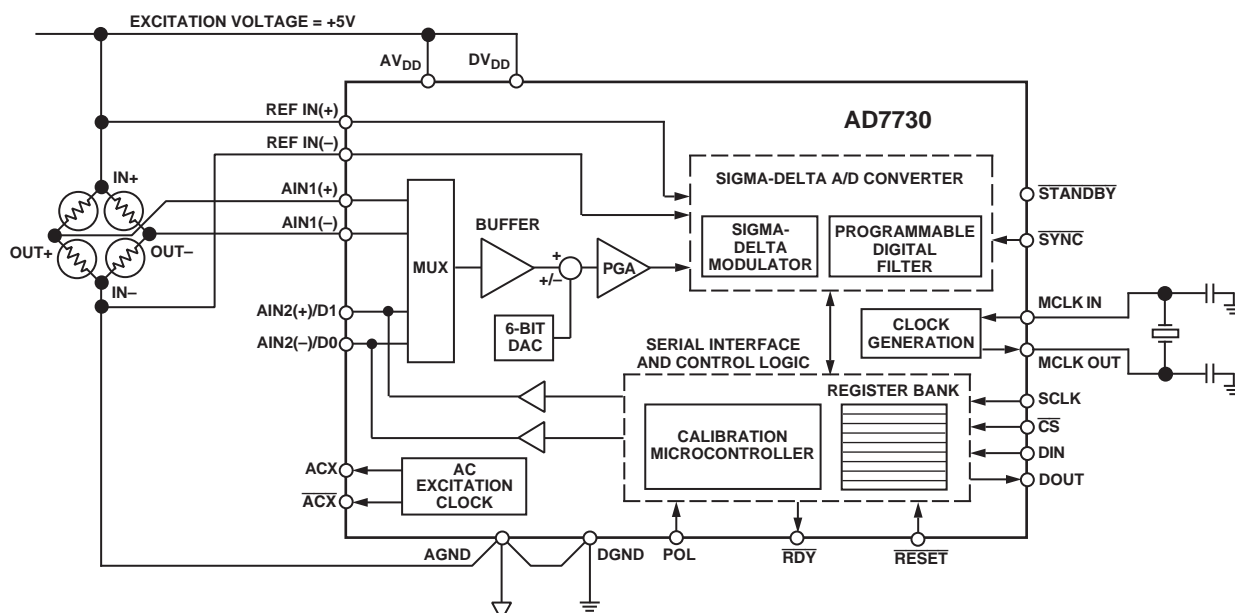 EXCITATION VOLTAGE = +5V
AVDD
DVDD
REF IN(+)
AD7730
REF IN(–)
IN+
AIN1(+)
SIGMA-DELTA A/D CONVERTER
STANDBY
BUFFER
AIN1(–)
SIGMA-
DELTA
MODULATOR
PROGRAMMABLE
DIGITAL
FILTER
SYNC
OUT+
OUT–
MUX
+
+/–
PGA
IN–
MCLK IN
AIN2(+)/D1
6-BIT
DAC
CLOCK
GENERATION
AIN2(–)/D0
SERIAL INTERFACE
AND CONTROL LOGIC
MCLK OUT
REGISTER BANK
SCLK
CS
CALIBRATION
MICROCONTROLLER
DIN
ACX
AC
EXCITATION
CLOCK
DOUT
ACX
AGND
DGND
POL
RDY
RESET